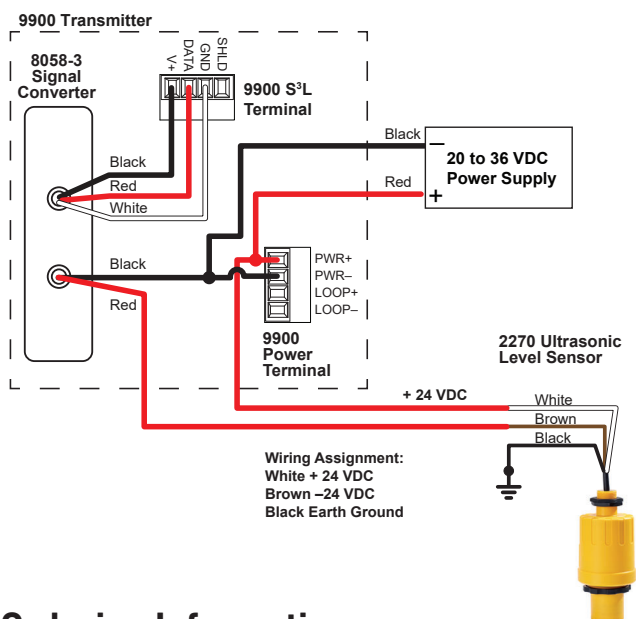 9900 Transmitter
8058-3
Signal
Converter
V+
DATA
GND
SHLD
9900 S³L
Terminal
Black
Red
White
Black
Red
Black
Red
20 to 36 VDC
Power Supply
–
+
PWR+
PWR–
LOOP+
LOOP–
9900
Power
Terminal
2270 Ultrasonic
Level Sensor
+ 24 VDC
White
Brown
Black
Wiring Assignment:
White + 24 VDC
Brown –24 VDC
Black Earth Ground